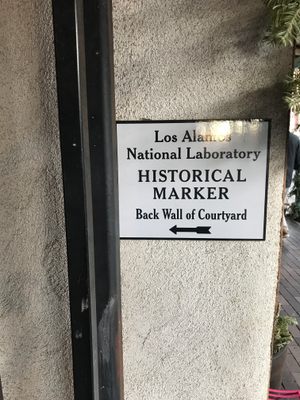 Los Alamos
National Laboratory
HISTORICAL
MARKER
Back Wall of Courtyard